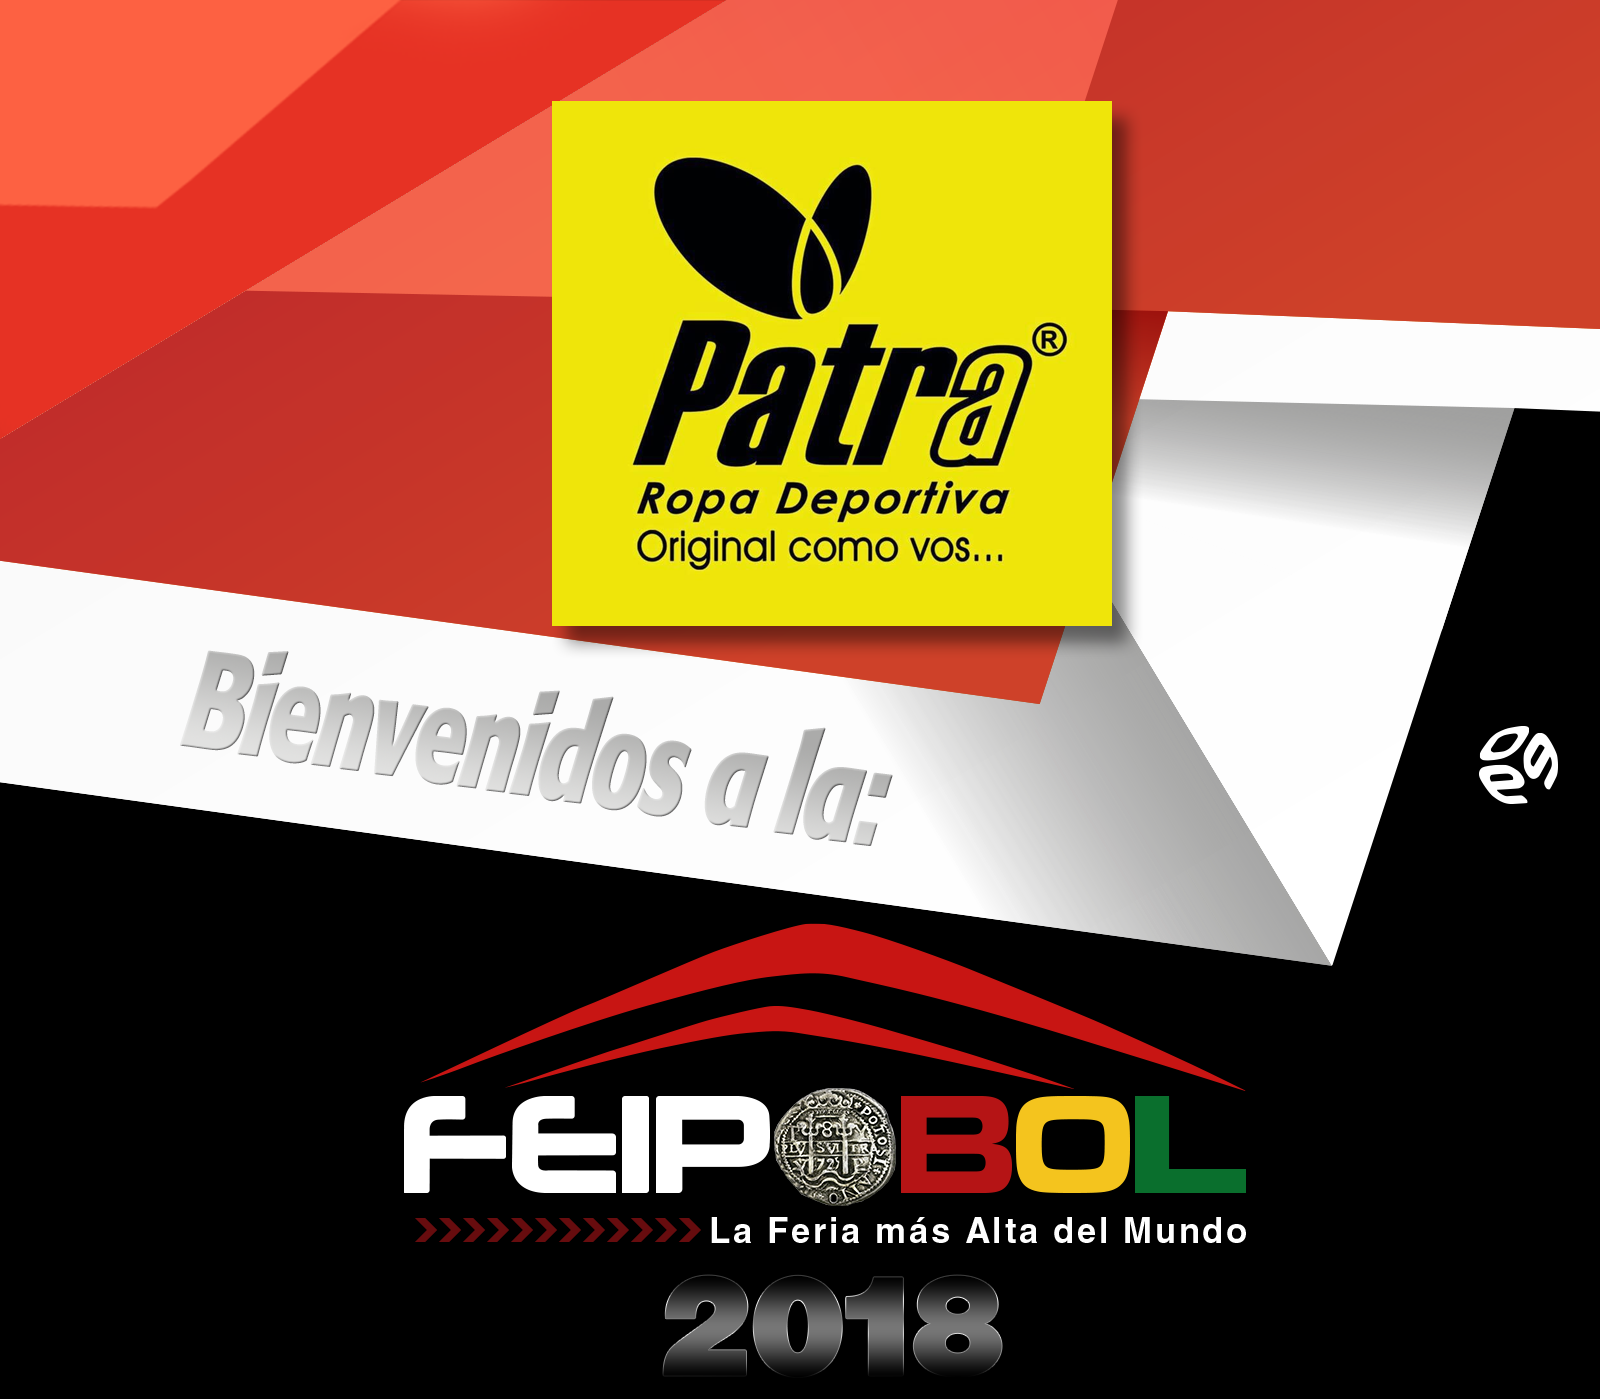 Patra®
Ropa Deportiva
Original como vos...
Bienvenidos a la:
FEIPOBOL
La Feria más Alta del Mundo
2018